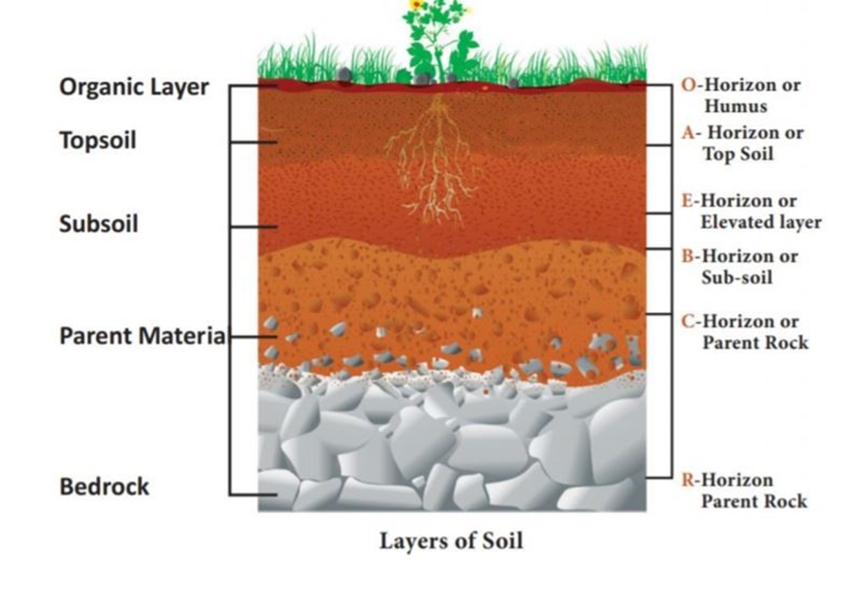 Organic Layer
Topsoil
Subsoil
Parent Material
Bedrock
O-Horizon or
Humus
A- Horizon or
Top Soil
E-Horizon or
Elevated layer
B-Horizon or
Sub-soil
C-Horizon or
Parent Rock
R-Horizon
Parent Rock
Layers of Soil